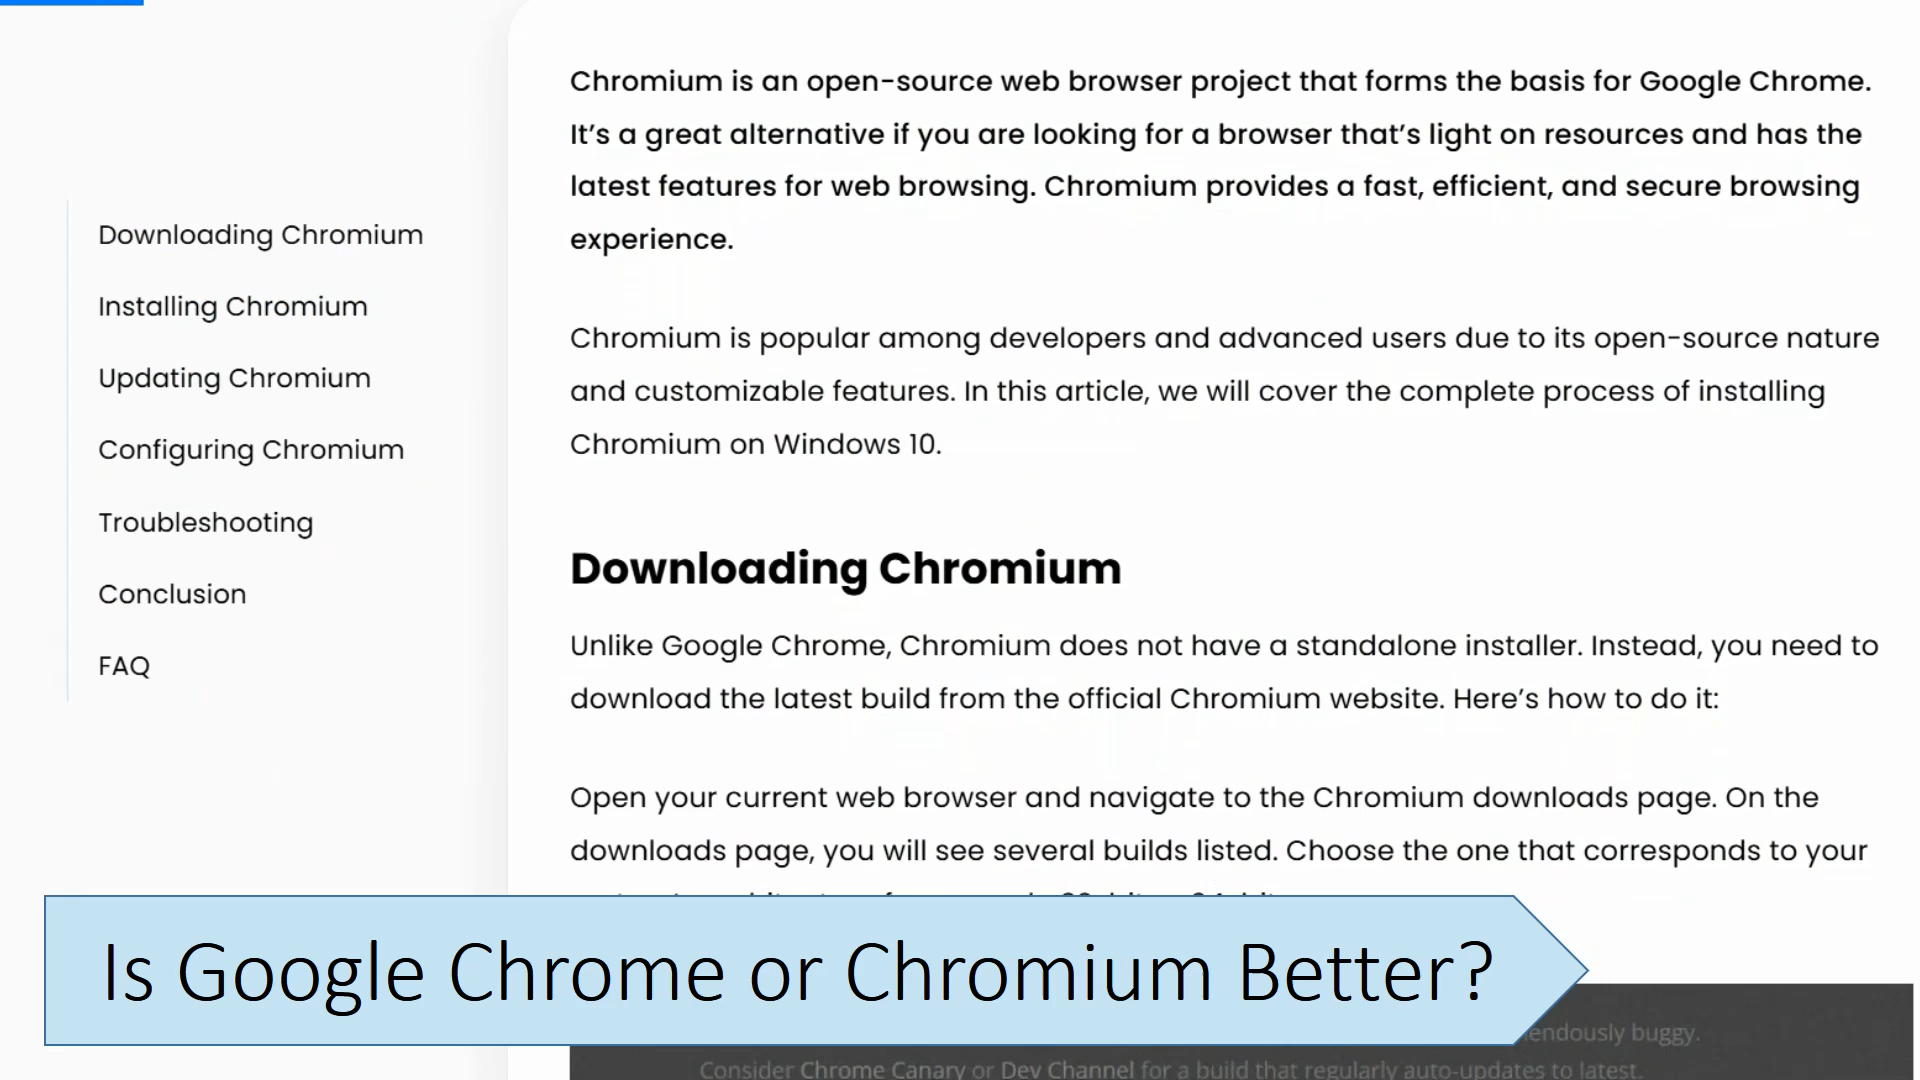 Downloading Chromium
Installing Chromium
Updating Chromium
Configuring Chromium
Troubleshooting
Conclusion
FAQ
Chromium is an open-source web browser project that forms the basis for Google Chrome.
It’s a great alternative if you are looking for a browser that’s light on resources and has the
latest features for web browsing. Chromium provides a fast, efficient, and secure browsing
experience.
Chromium is popular among developers and advanced users due to its open-source nature
and customizable features. In this article, we will cover the complete process of installing
Chromium on Windows 10.
Downloading Chromium
Unlike Google Chrome, Chromium does not have a standalone installer. Instead, you need to
download the latest build from the official Chromium website. Here’s how to do it:
Open your current web browser and navigate to the Chromium downloads page. On the
downloads page, you will see several builds listed. Choose the one that corresponds to your
Is Google Chrome or Chromium Better?
buggy.
Consider Chrome Canary or Dev Channel for a build that regularly auto-updates to latest.